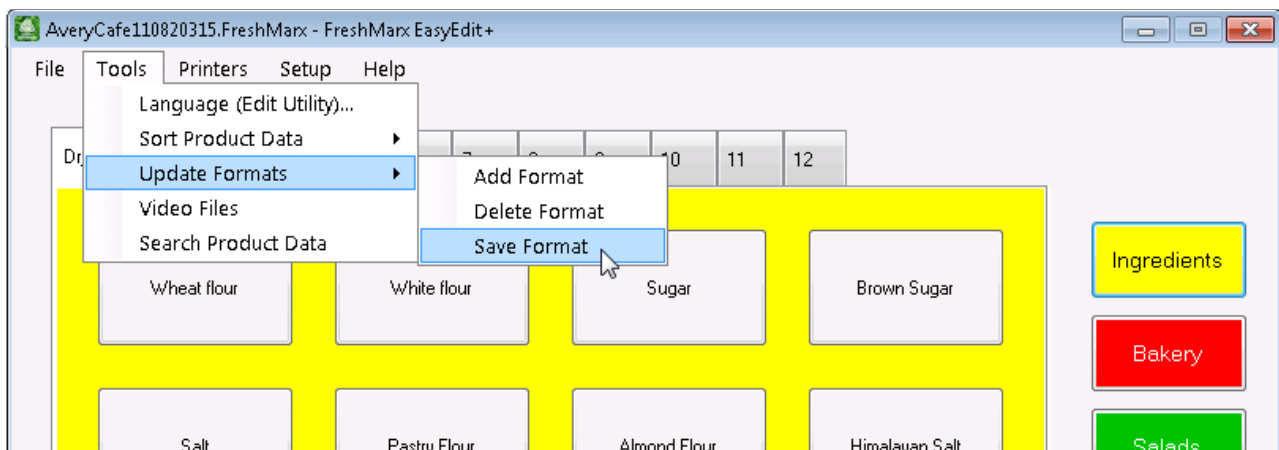 AveryCafe110820315.FreshMarx - FreshMarx EasyEdit+
File Tools Printers Setup Help
Language (Edit Utility)...
Sort Product Data
Update Formats
Video Files
Search Product Data
10 11 12
Add Format
Delete Format
Save Format
Wheat flour White flour Sugar Brown Sugar
Ingredients
Bakery
Salt Pastry Flour Almond Flour Himalayan Salt
Salads